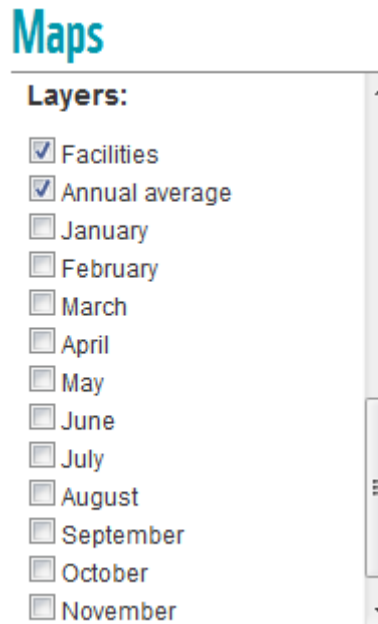 Maps
Layers:
Facilities
Annual average
January
February
March
April
May
June
July
August
September
October
November